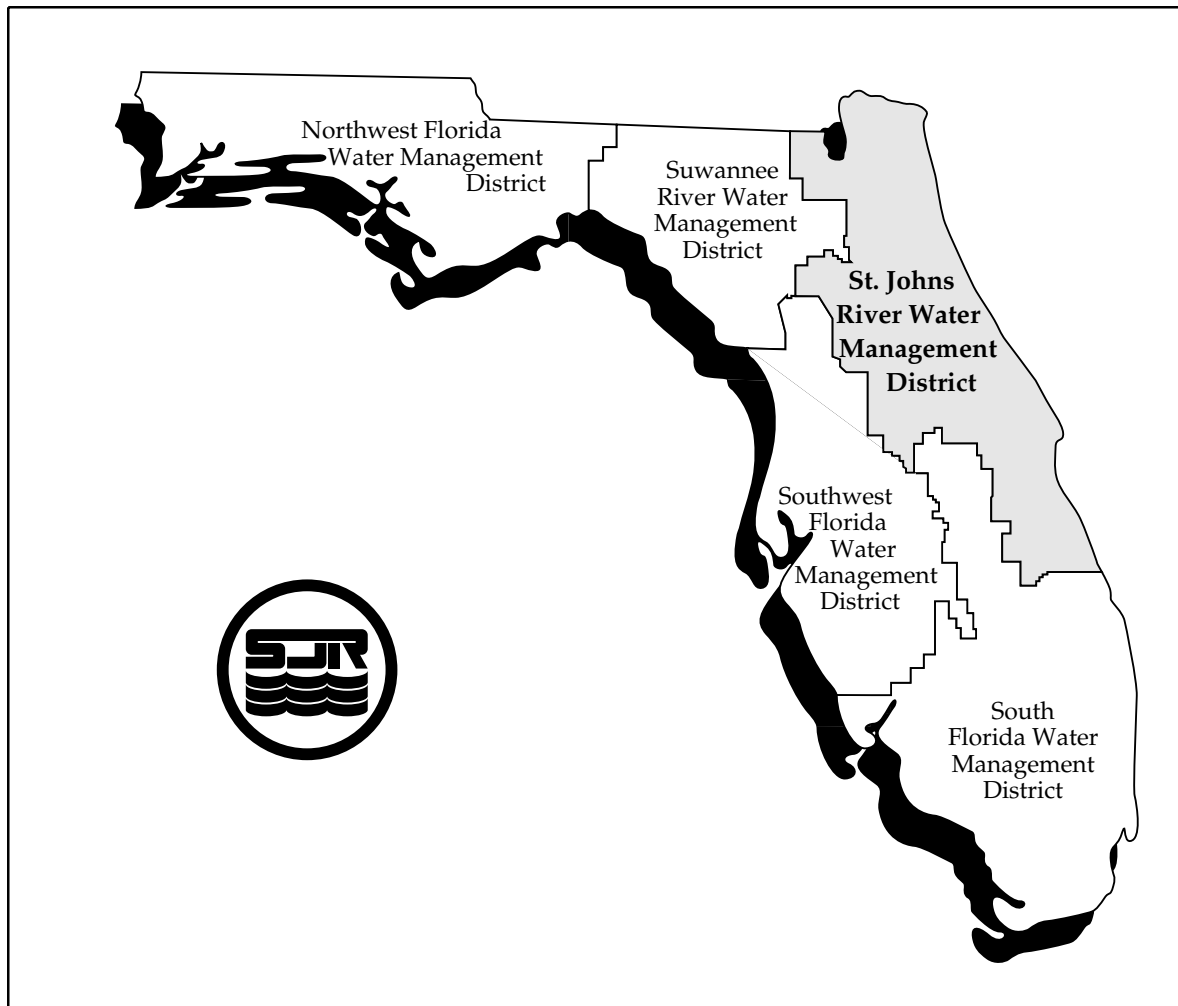 Northwest Florida
Water Management
District
Suwannee
River Water
Management
District
St. Johns
River Water
Management
District
Southwest
Florida
Water
Management
District
SJR
South
Florida Water
Management
District